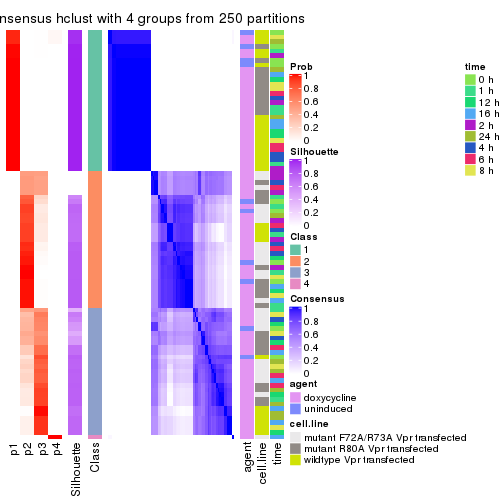 nsensus hclust with 4 groups from 250 partitions
Prob
1
0.8
0.6
0.4
0.2
0
Silhouette
1
0.8
0.6
0.4
0.2
0
Class
1
2
3
4
Consensus
1
0.8
0.6
0.4
0.2
0
agent
doxycycline
uninduced
cell.line
mutant F72A/R73A Vpr transfected
mutant R80A Vpr transfected
wildtype Vpr transfected
time
0 h
1 h
12 h
16 h
2 h
24 h
4 h
6 h
8 h
p1
p2
p3
p4
Silhouette
Class
agent
cell.line
time